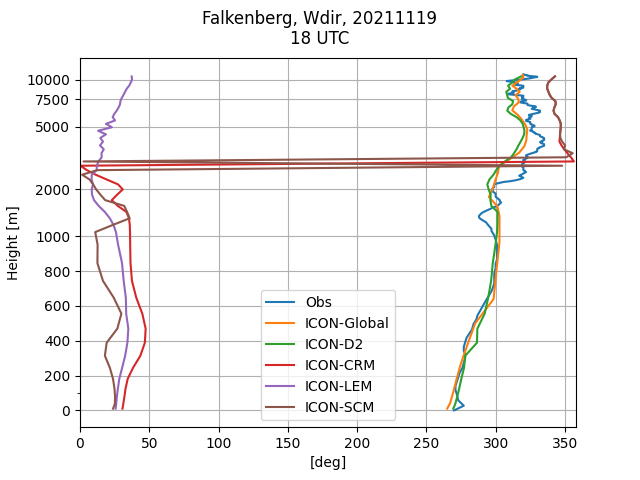 Falkenberg, Wdir, 20211119
18 UTC
10000
7500
5000
2000
1000
800
600
400
200
0
Height [m]
Obs
ICON-Global
ICON-D2
ICON-CRM
ICON-LEM
ICON-SCM
0 50 100 150 200 250 300 350
[deg]